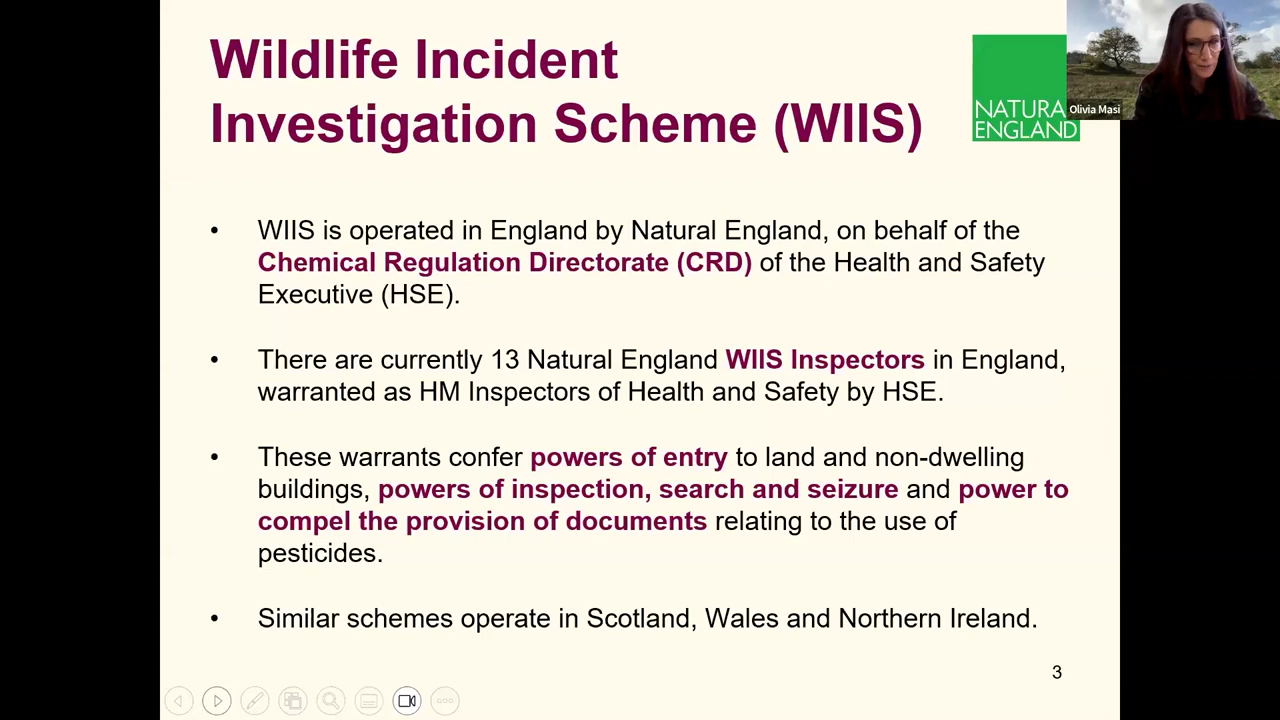 Wildlife Incident
Investigation Scheme (WIIS)
NATURA
ENGLAND
Olivia Masi
• WIIS is operated in England by Natural England, on behalf of the
Chemical Regulation Directorate (CRD) of the Health and Safety
Executive (HSE).
• There are currently 13 Natural England WIIS Inspectors in England,
warranted as HM Inspectors of Health and Safety by HSE.
• These warrants confer powers of entry to land and non-dwelling
buildings, powers of inspection, search and seizure and power to
compel the provision of documents relating to the use of
pesticides.
• Similar schemes operate in Scotland, Wales and Northern Ireland.
3